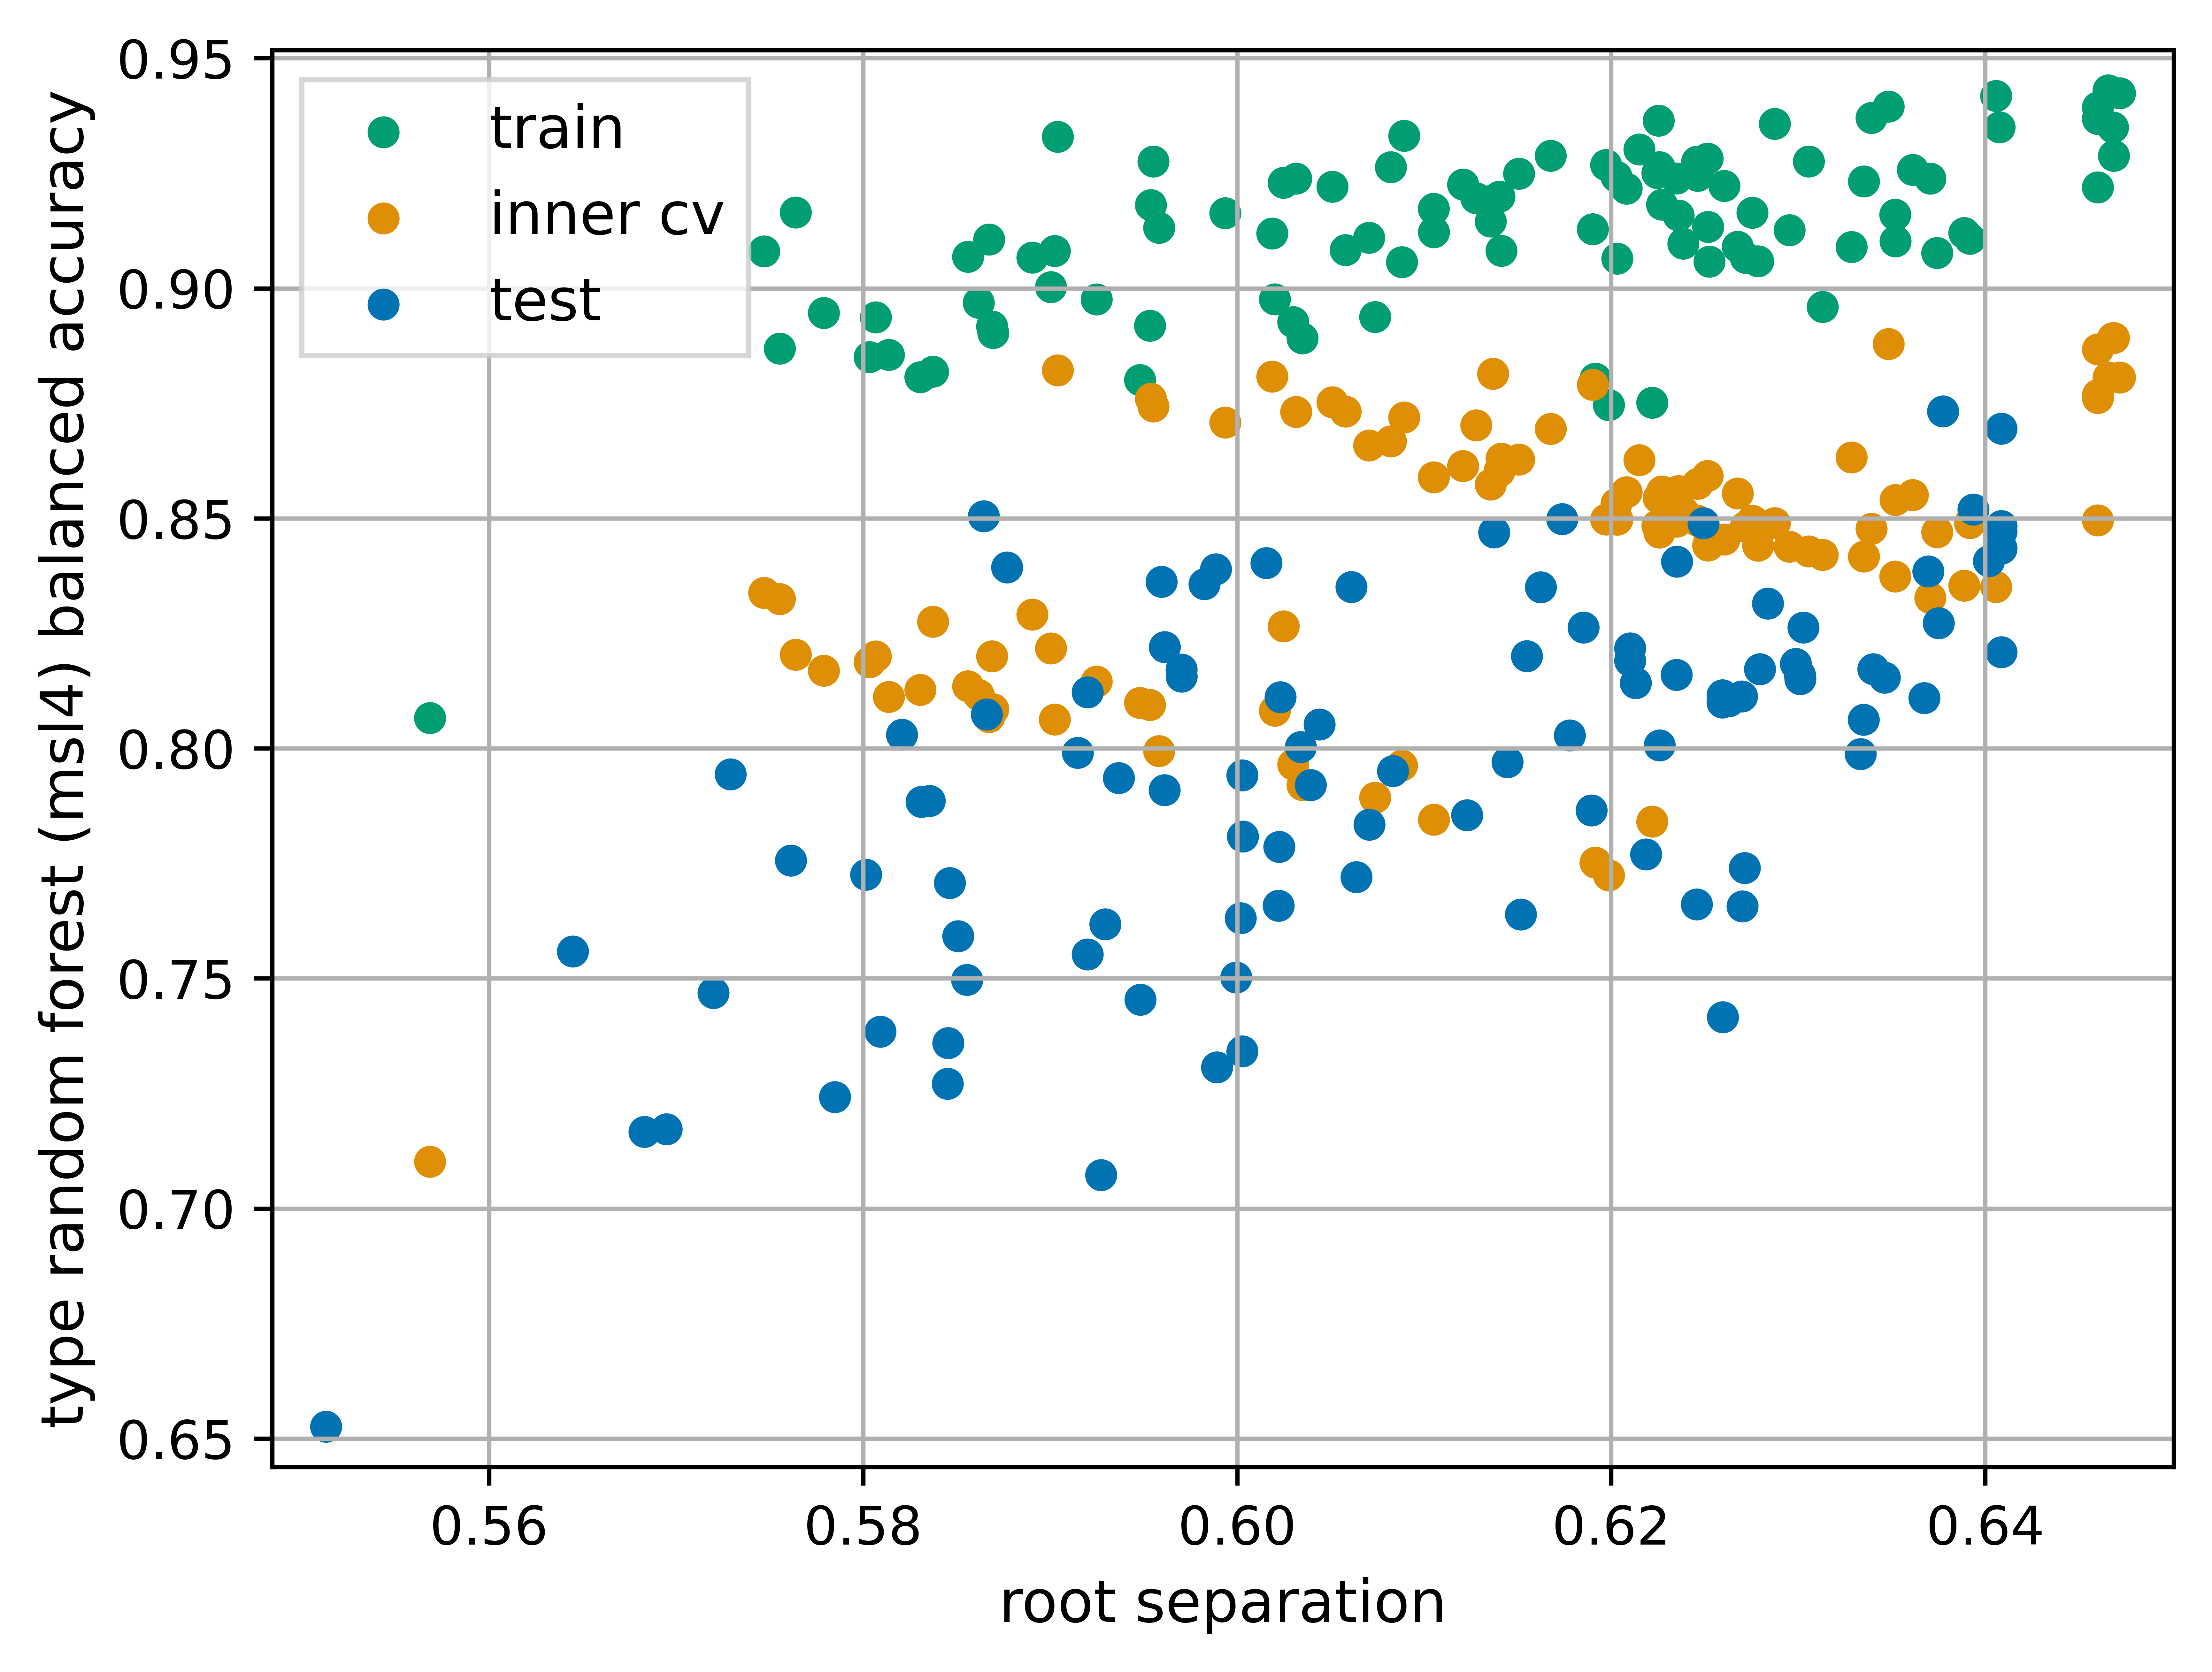 train
inner cv
test
0.95
0.90
0.85
0.80
0.75
0.70
0.65
type random forest (msl4) balanced accuracy
0.56 0.58 0.60 0.62 0.64
root separation